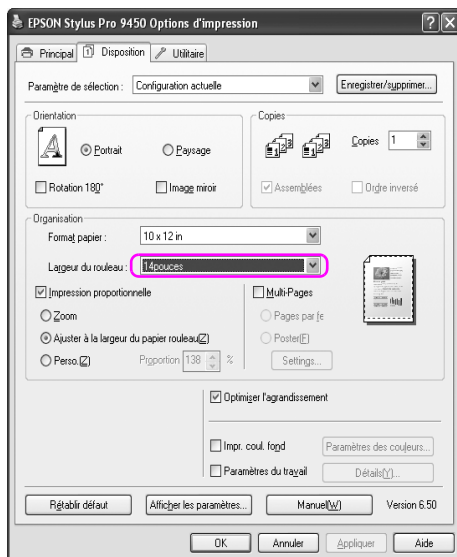 EPSON Stylus Pro 9450 Options d'impression
Principal Disposition Utilitaire
Paramètre de sélection : Configuration actuelle Enregistrer/supprimer...
Orientation Copies
A Portrait Paysage Copies 1
Rotation 180° Image miroir Assemblées Ordre inversé
Organisation
Format papier : 10 x 12 in
Largeur du rouleau : 14pouces
Impression proportionnelle Multi-Pages
Zoom Pages par fe
Ajuster à la largeur du papier rouleau(Z) Poster(F)
Perso.(Z) Proportion 138 % Settings...
Optimiser l'agrandissement
Impr. coul. fond Paramètres des couleurs...
Paramètres du travail Détails(Y)...
Rétablir défaut Afficher les paramètres... Manuel(W) Version 6.50
OK Annuler Appliquer Aide